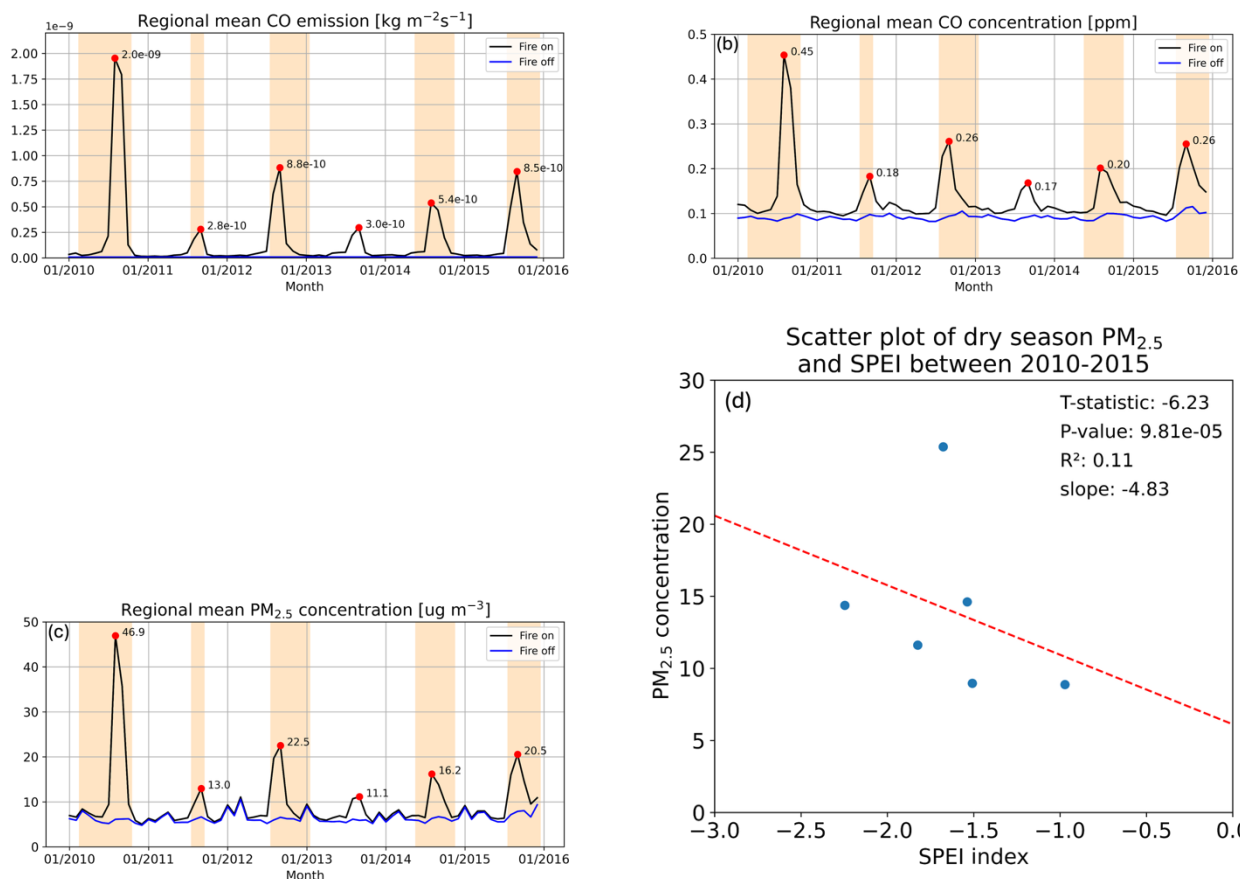 Regional mean CO emission [kg m⁻²s⁻¹]
1e−9
2.00
1.75
1.50
1.25
1.00
0.75
0.50
0.25
0.00
2.0e-09
2.8e-10
8.8e-10
3.0e-10
5.4e-10
8.5e-10
Fire on
Fire off
01/2010 01/2011 01/2012 01/2013 01/2014 01/2015 01/2016
Month
Regional mean CO concentration [ppm]
(b)
0.5
0.4
0.3
0.2
0.1
0.0
0.45
0.18
0.26
0.17
0.20
0.26
Fire on
Fire off
01/2010 01/2011 01/2012 01/2013 01/2014 01/2015 01/2016
Month
Regional mean PM₂.₅ concentration [ug m⁻³]
(c)
50
40
30
20
10
0
46.9
13.0
22.5
11.1
16.2
20.5
Fire on
Fire off
01/2010 01/2011 01/2012 01/2013 01/2014 01/2015 01/2016
Month
Scatter plot of dry season PM₂.₅
and SPEI between 2010-2015
(d)
T-statistic: -6.23
P-value: 9.81e-05
R²: 0.11
slope: -4.83
PM₂.₅ concentration
30
25
20
15
10
5
0
−3.0 −2.5 −2.0 −1.5 −1.0 −0.5
SPEI index